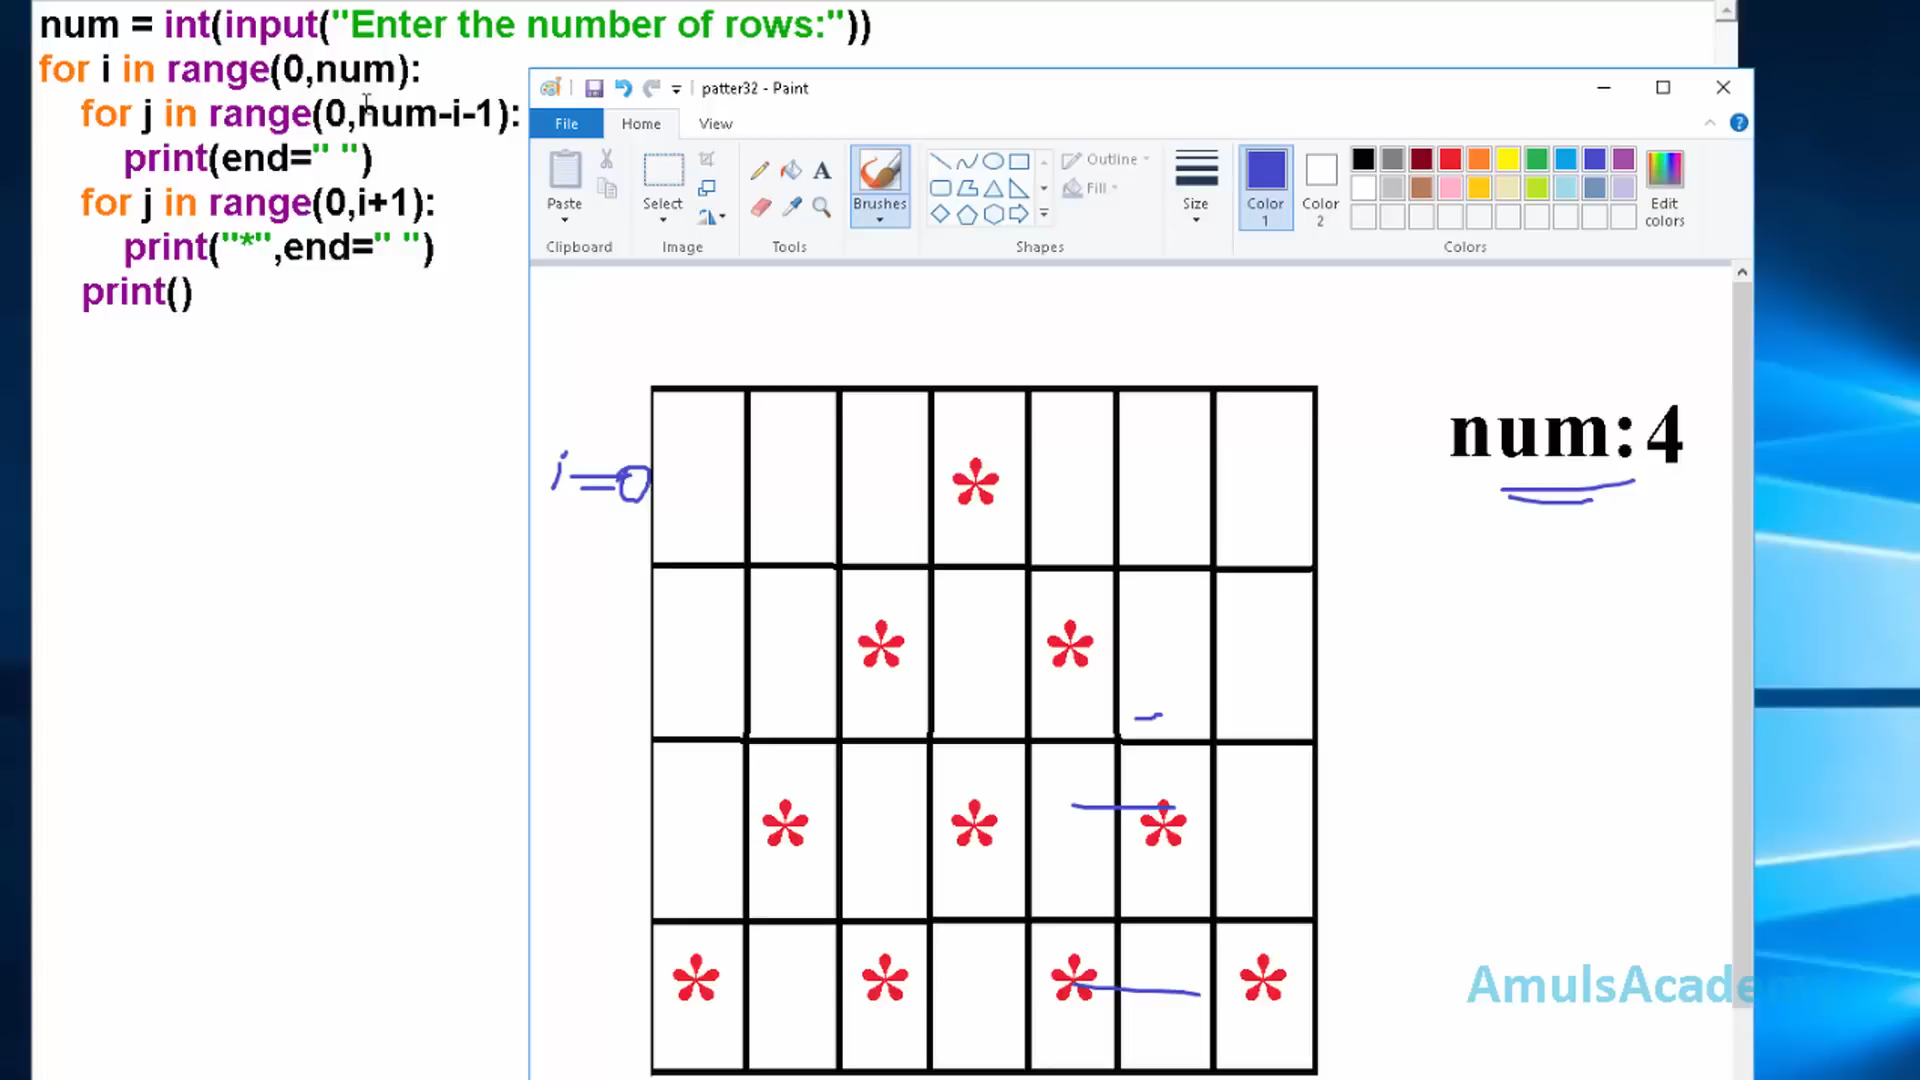 num = int(input("Enter the number of rows:"))
for i in range(0,num):
for j in range(0,num-i-1):
print(end=" ")
for j in range(0,i+1):
print("*",end=" ")
print()
patter32 - Paint
File Home View
Paste
Select
Brushes
Outline
Fill
Size
Color 1
Color 2
Edit colors
Clipboard
Image
Tools
Shapes
Colors
i=0
num:4
*
* *
* * *
* * * *
AmulsAcade